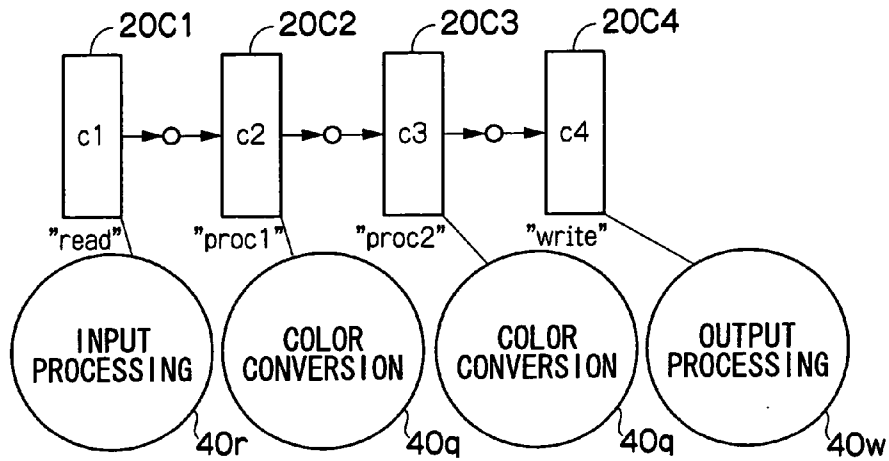 20C1 20C2 20C3 20C4
c1 c2 c3 c4
"read" "proc1" "proc2" "write"
INPUT PROCESSING
COLOR CONVERSION
COLOR CONVERSION
OUTPUT PROCESSING
40r 40q 40q 40w